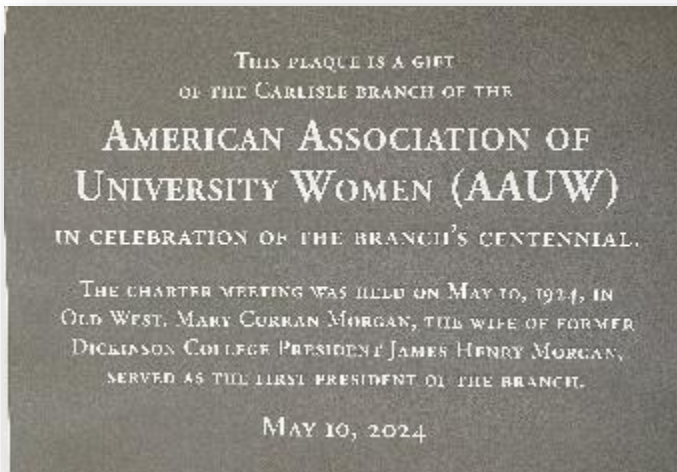 This plaque is a gift
of the Carlisle branch of the
American Association of
University Women (AAUW)
in celebration of the branch's centennial.
The charter meeting was held on May 10, 1924, in
Old West. Mary Curran Morgan, the wife of former
Dickinson College President James Henry Morgan,
served as the first president of the branch.
May 10, 2024